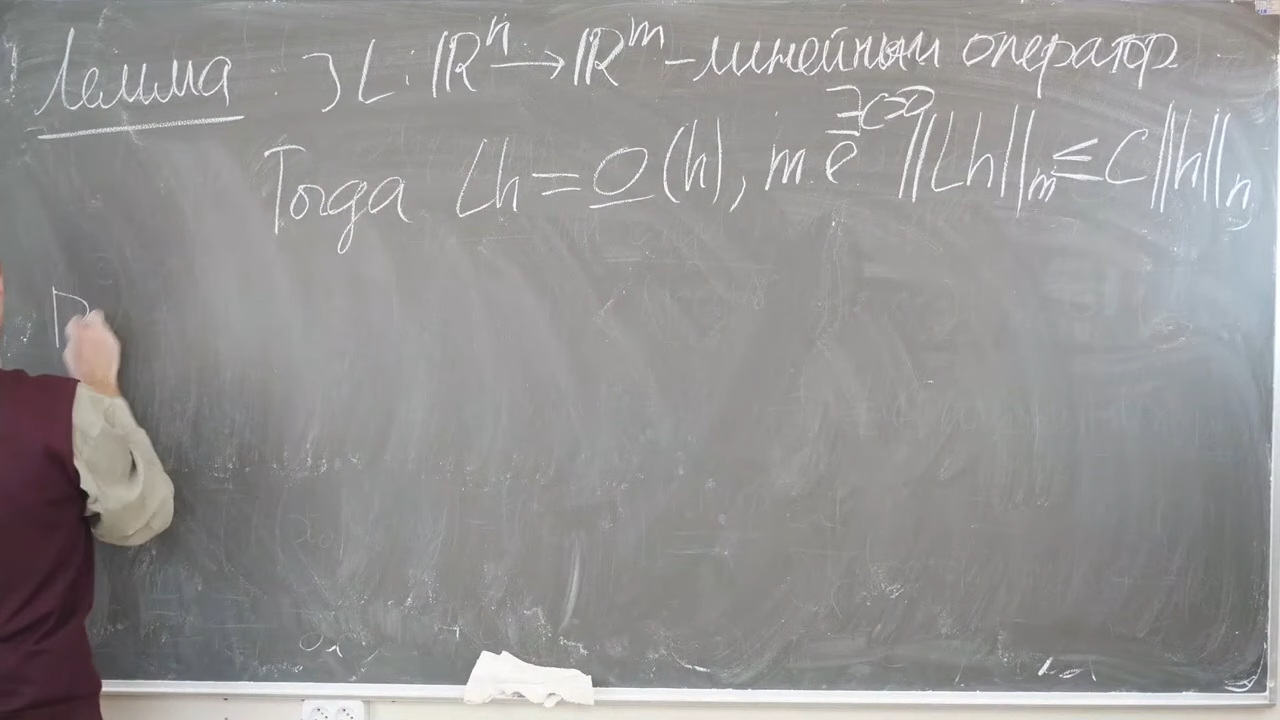 Лемма : ] L: ℝⁿ → ℝᵐ – линейный оператор
∃C>0
Тогда Lh = O(h), т.е ‖Lh‖ₘ ≤ C‖h‖ₙ